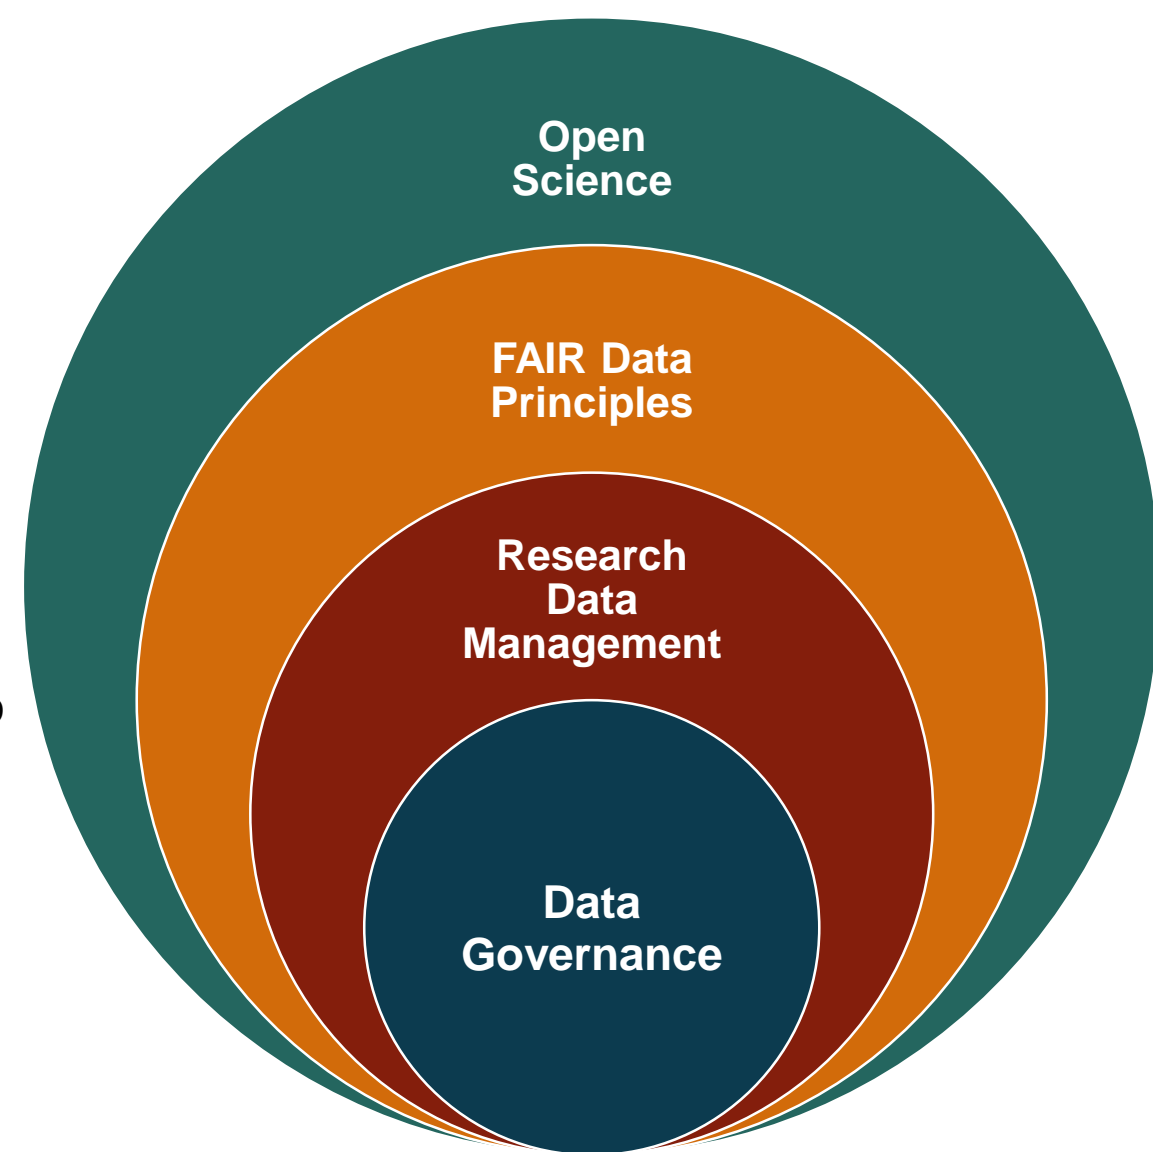 Open
Science
FAIR Data
Principles
Research
Data
Management
Data
Governance